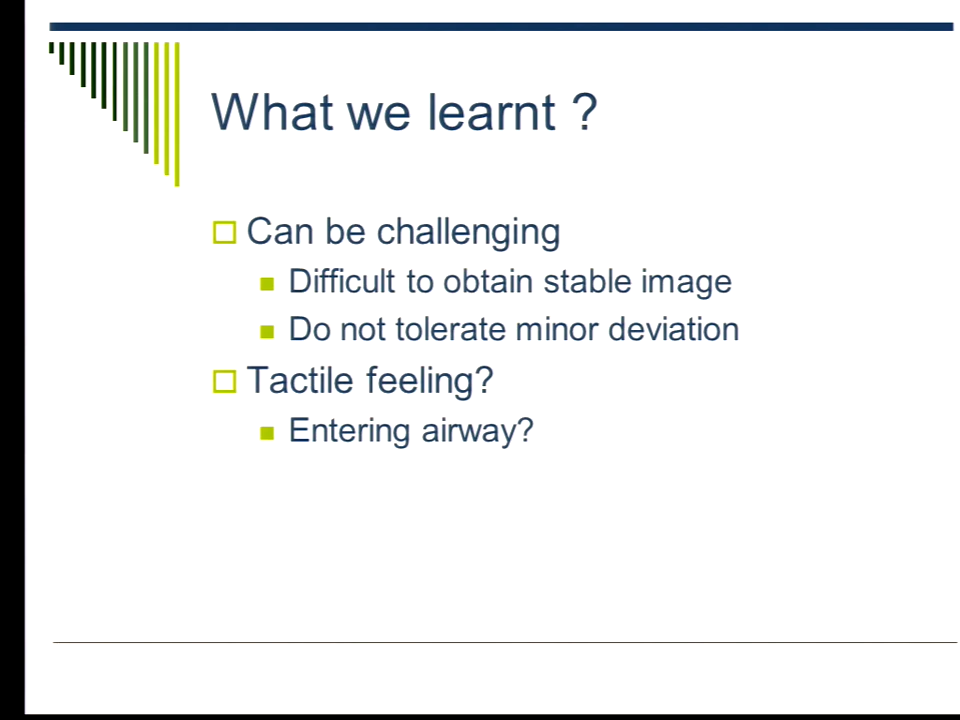 What we learnt ?
Can be challenging
Difficult to obtain stable image
Do not tolerate minor deviation
Tactile feeling?
Entering airway?